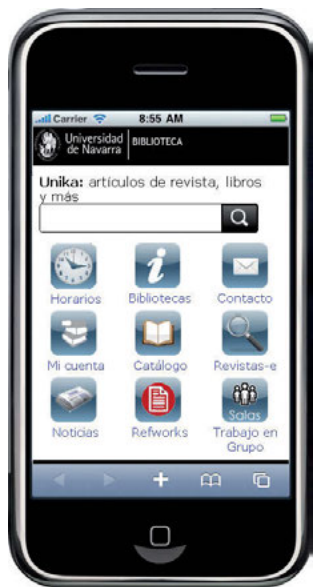 Carrier 8:55 AM
Universidad
de Navarra
BIBLIOTECA
Unika: artículos de revista, libros
y más
Horarios Bibliotecas Contacto
Mi cuenta Catálogo Revistas-e
Salas
Noticias Refworks Trabajo en
Grupo